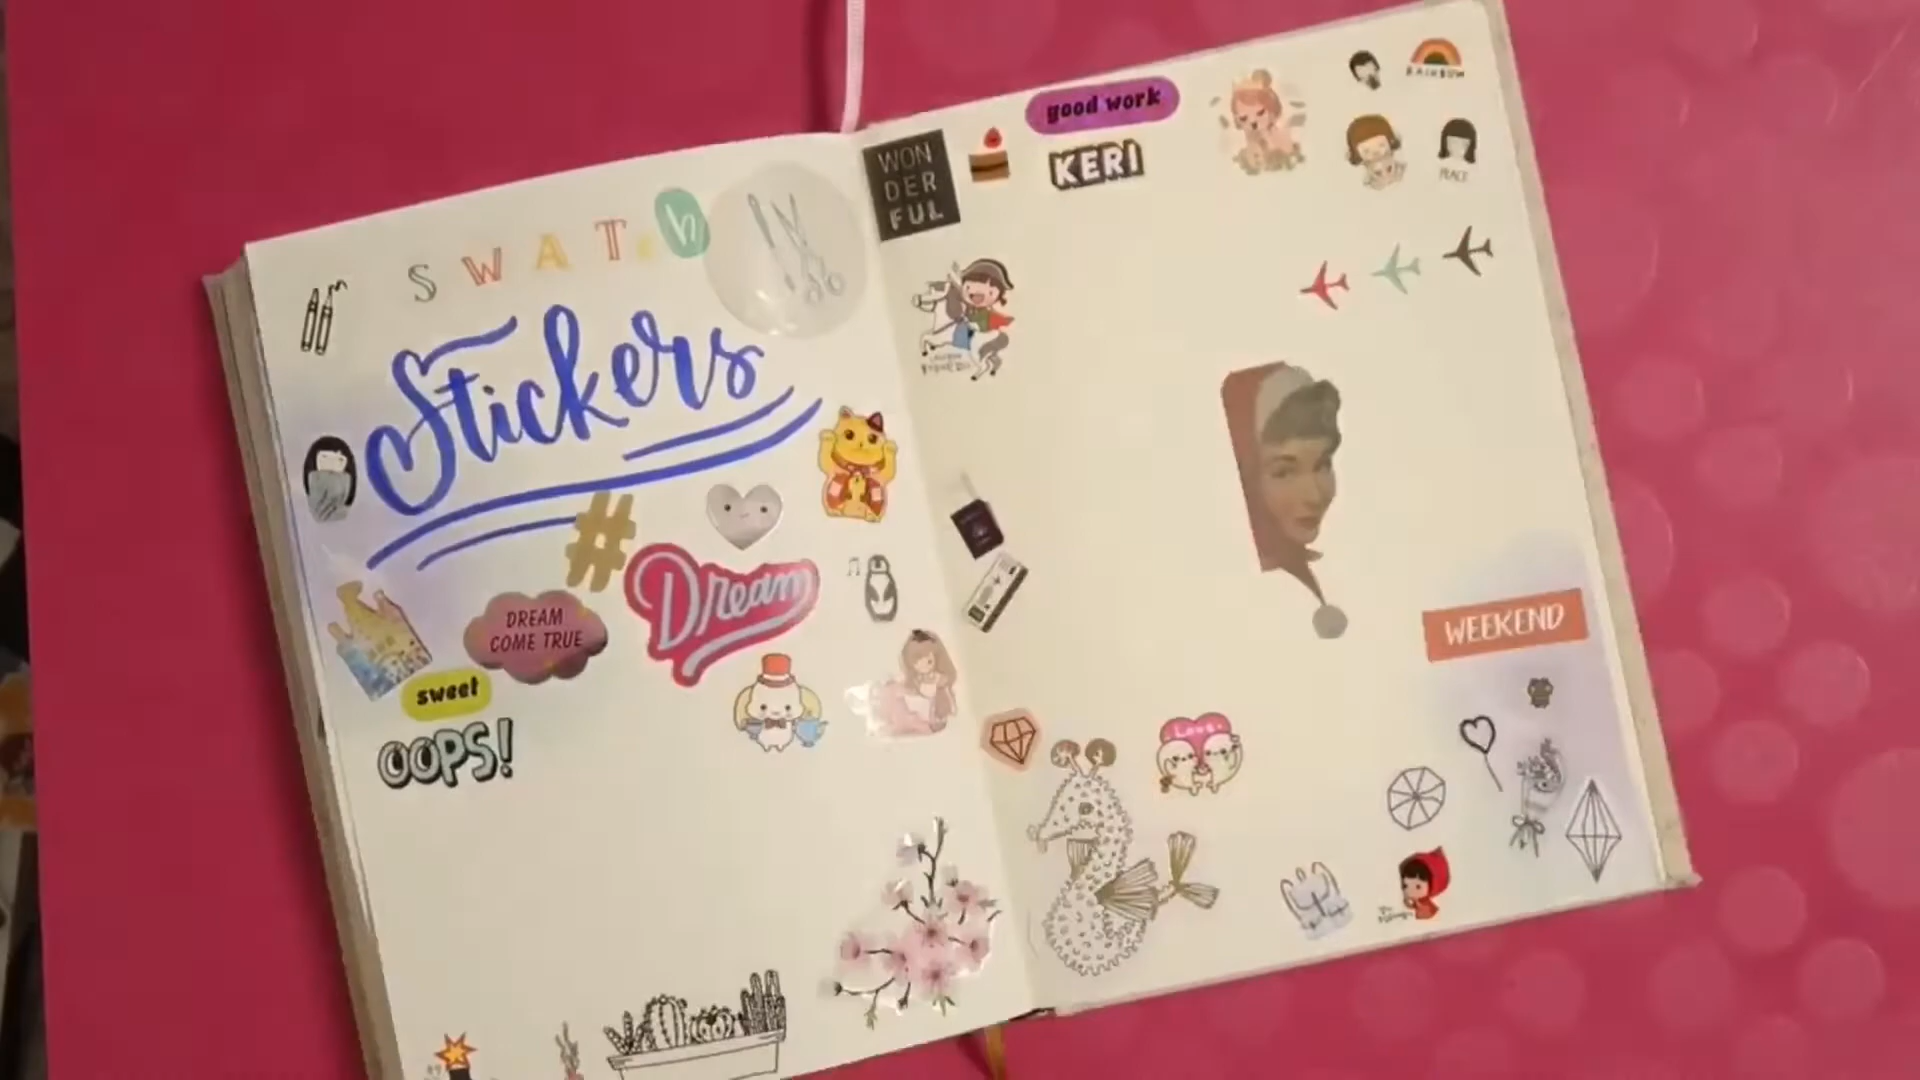 SWATch
Stickers
#
Dream
DREAM
COME TRUE
sweet
OOPS!
WON
DER
FUL
good work
KERI
RAINBOW
PEACE
WEEKEND
Love